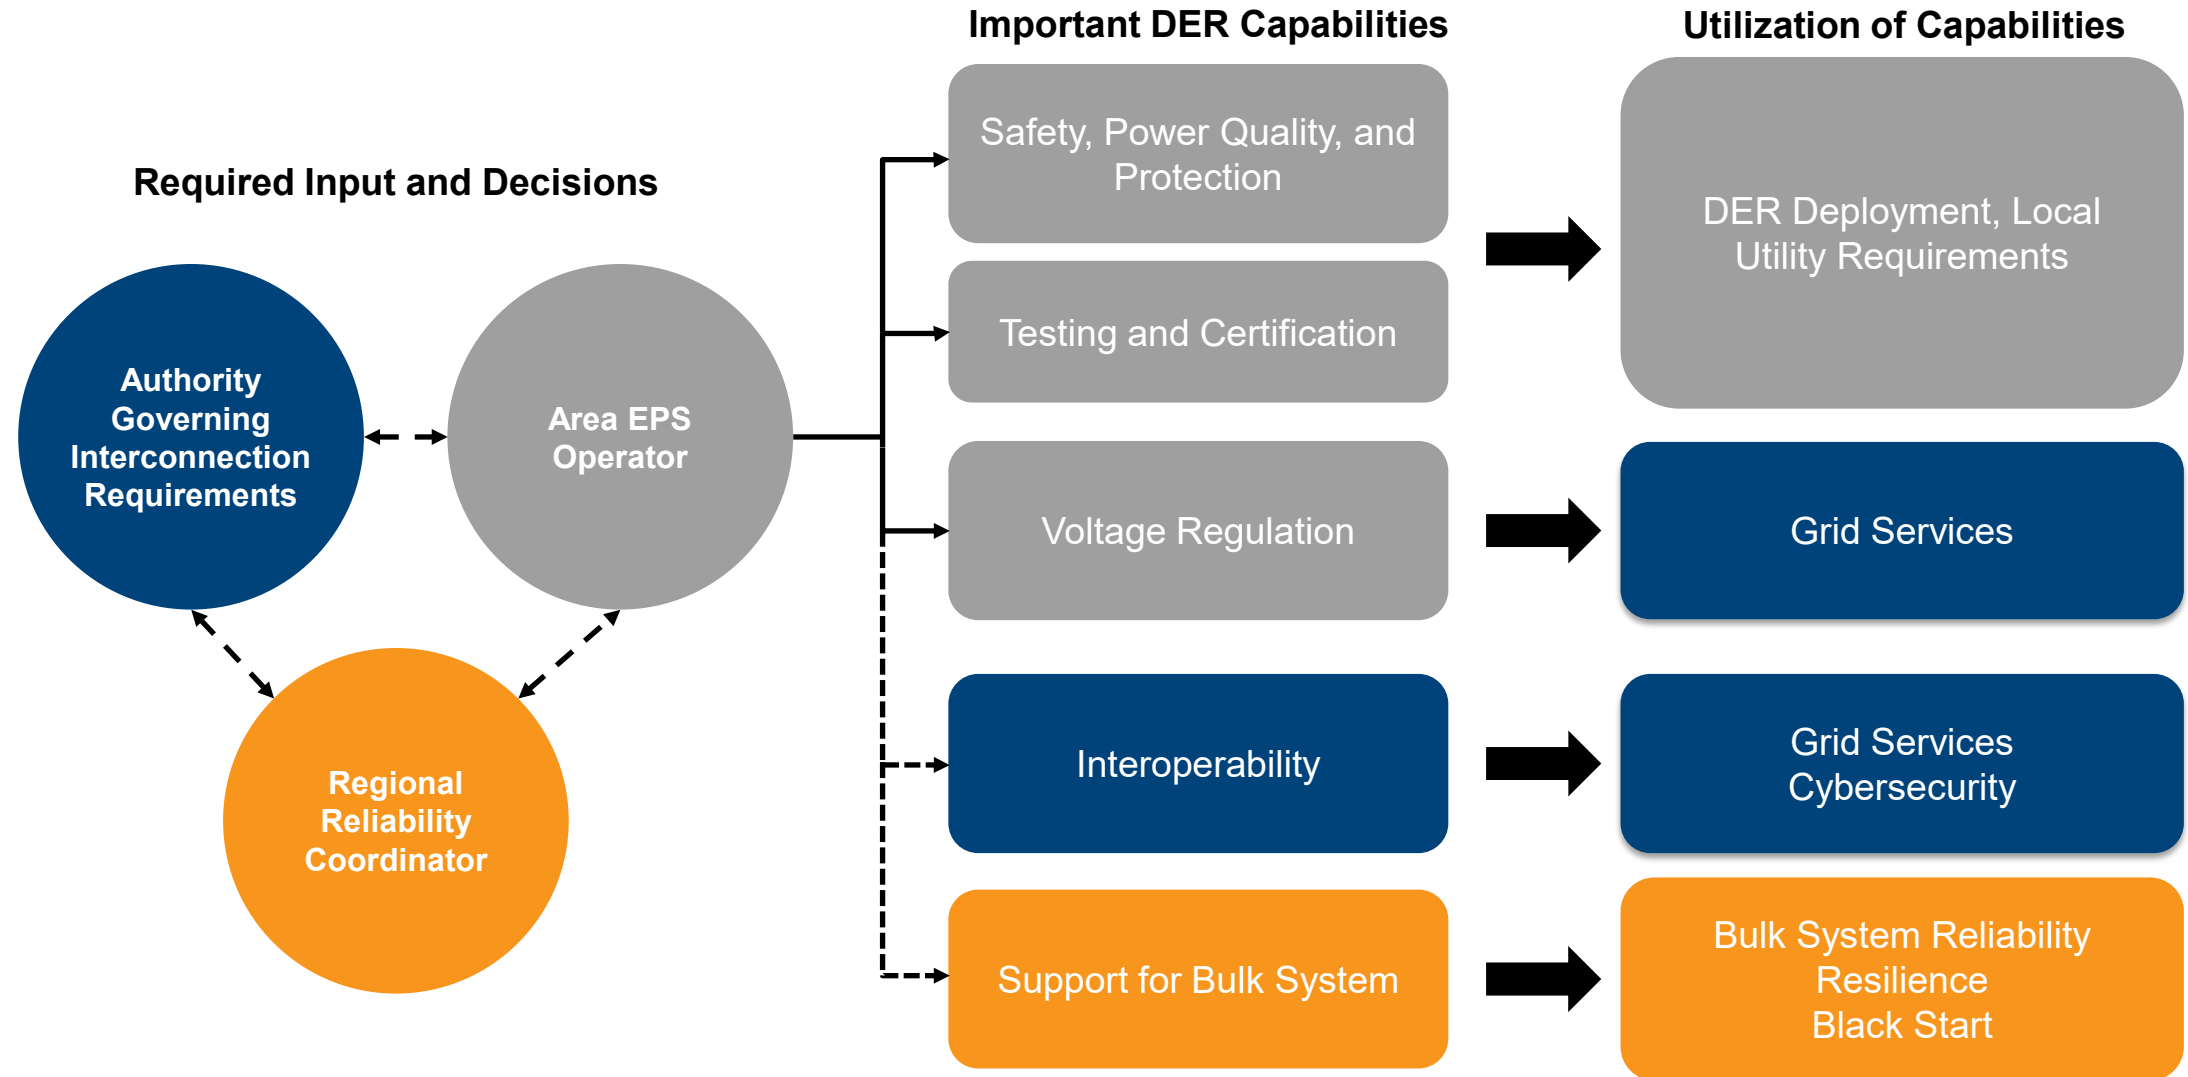 Important DER Capabilities
Utilization of Capabilities
Required Input and Decisions
Authority
Governing
Interconnection
Requirements
Area EPS
Operator
Regional
Reliability
Coordinator
Safety, Power Quality, and
Protection
Testing and Certification
Voltage Regulation
Interoperability
Support for Bulk System
DER Deployment, Local
Utility Requirements
Grid Services
Grid Services
Cybersecurity
Bulk System Reliability
Resilience
Black Start